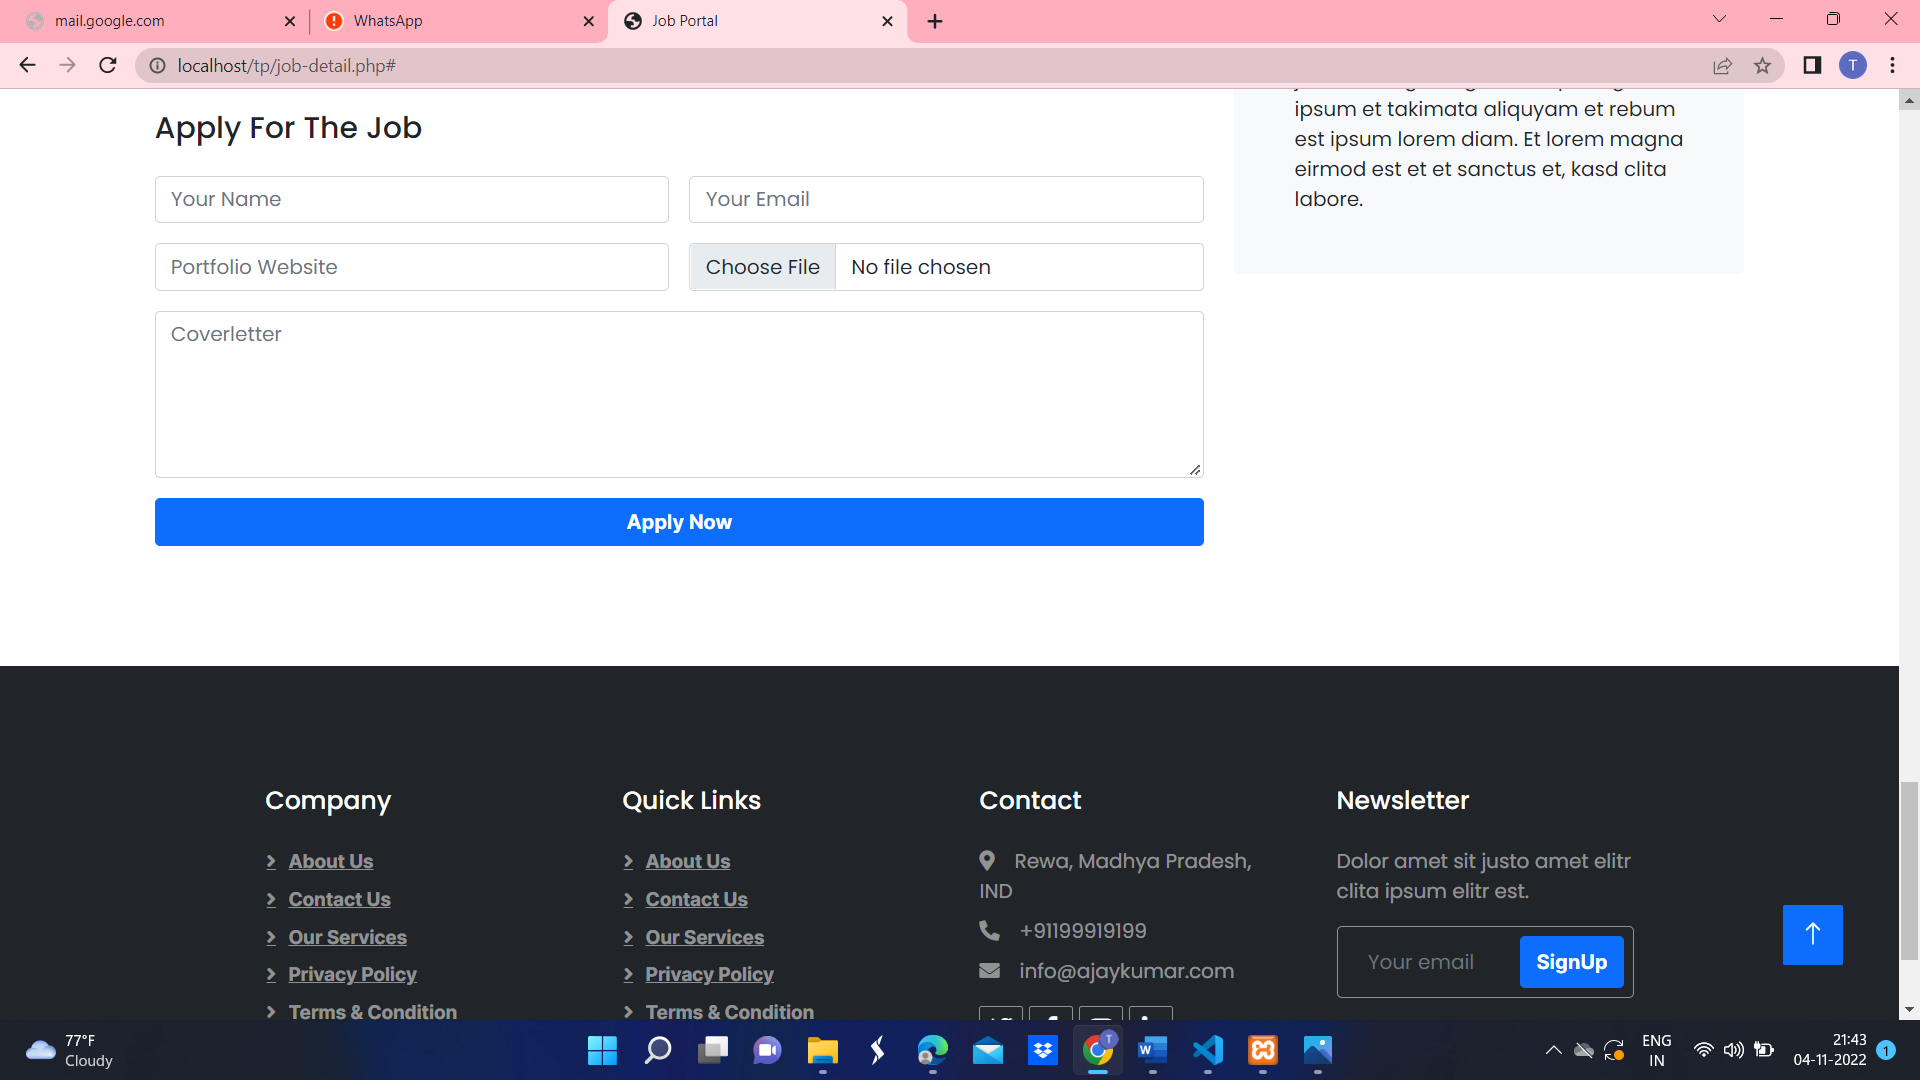 mail.google.com
WhatsApp
Job Portal
localhost/tp/job-detail.php#
T
Apply For The Job
Your Name
Your Email
Portfolio Website
Choose File No file chosen
Coverletter
Apply Now
ipsum et takimata aliquyam et rebum
est ipsum lorem diam. Et lorem magna
eirmod est et et sanctus et, kasd clita
labore.
Company
About Us
Contact Us
Our Services
Privacy Policy
Terms & Condition
Quick Links
About Us
Contact Us
Our Services
Privacy Policy
Terms & Condition
Contact
Rewa, Madhya Pradesh,
IND
+91199919199
info@ajaykumar.com
Newsletter
Dolor amet sit justo amet elitr
clita ipsum elitr est.
Your email
SignUp
77°F
Cloudy
T
W
ENG
IN
21:43
04-11-2022
1